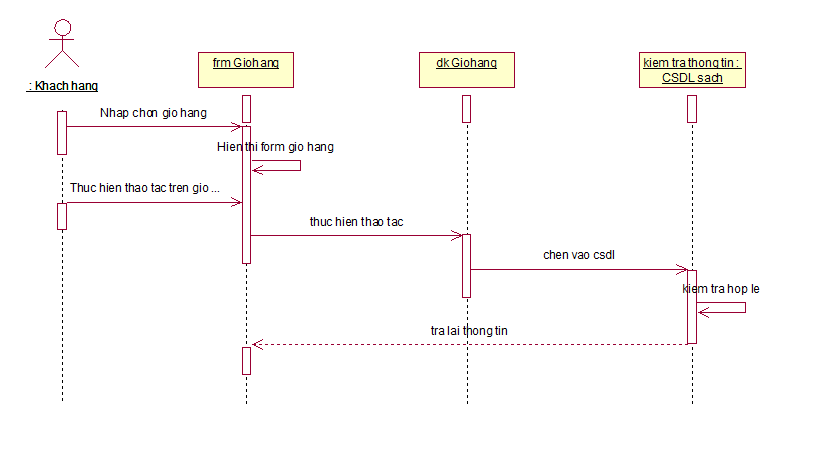 frm Giohang
dk Giohang
kiem tra thong tin :
CSDL sach
: Khach hang
Nhap chon gio hang
Hien thi form gio hang
Thuc hien thao tac tren gio ...
thuc hien thao tac
chen vao csdl
kiem tra hop le
tra lai thong tin